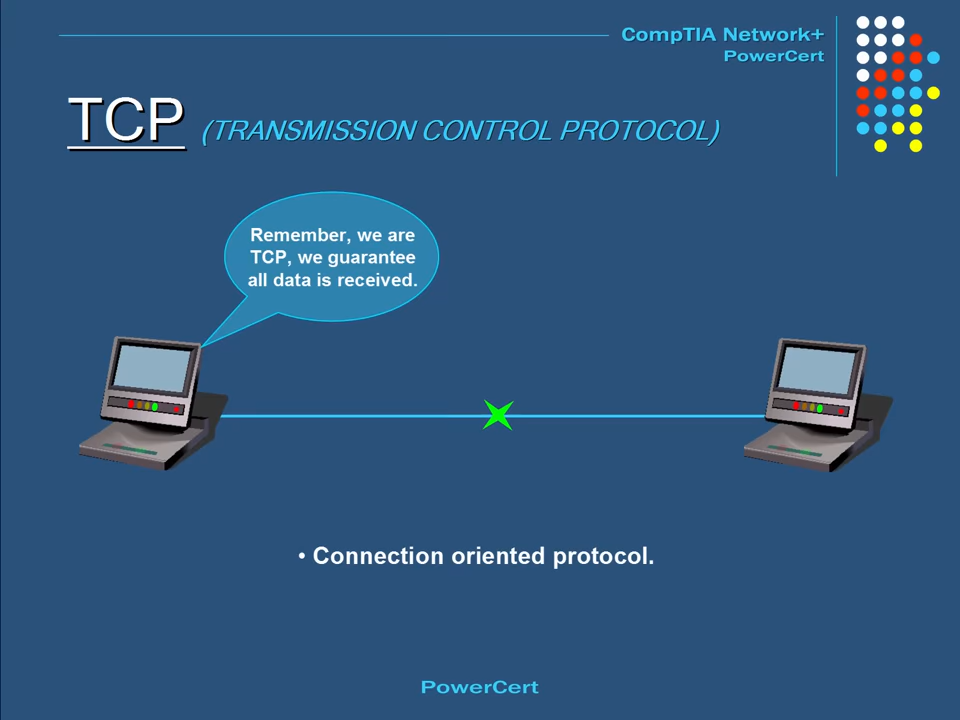 CompTIA Network+
PowerCert
TCP (TRANSMISSION CONTROL PROTOCOL)
Remember, we are
TCP, we guarantee
all data is received.
• Connection oriented protocol.
PowerCert